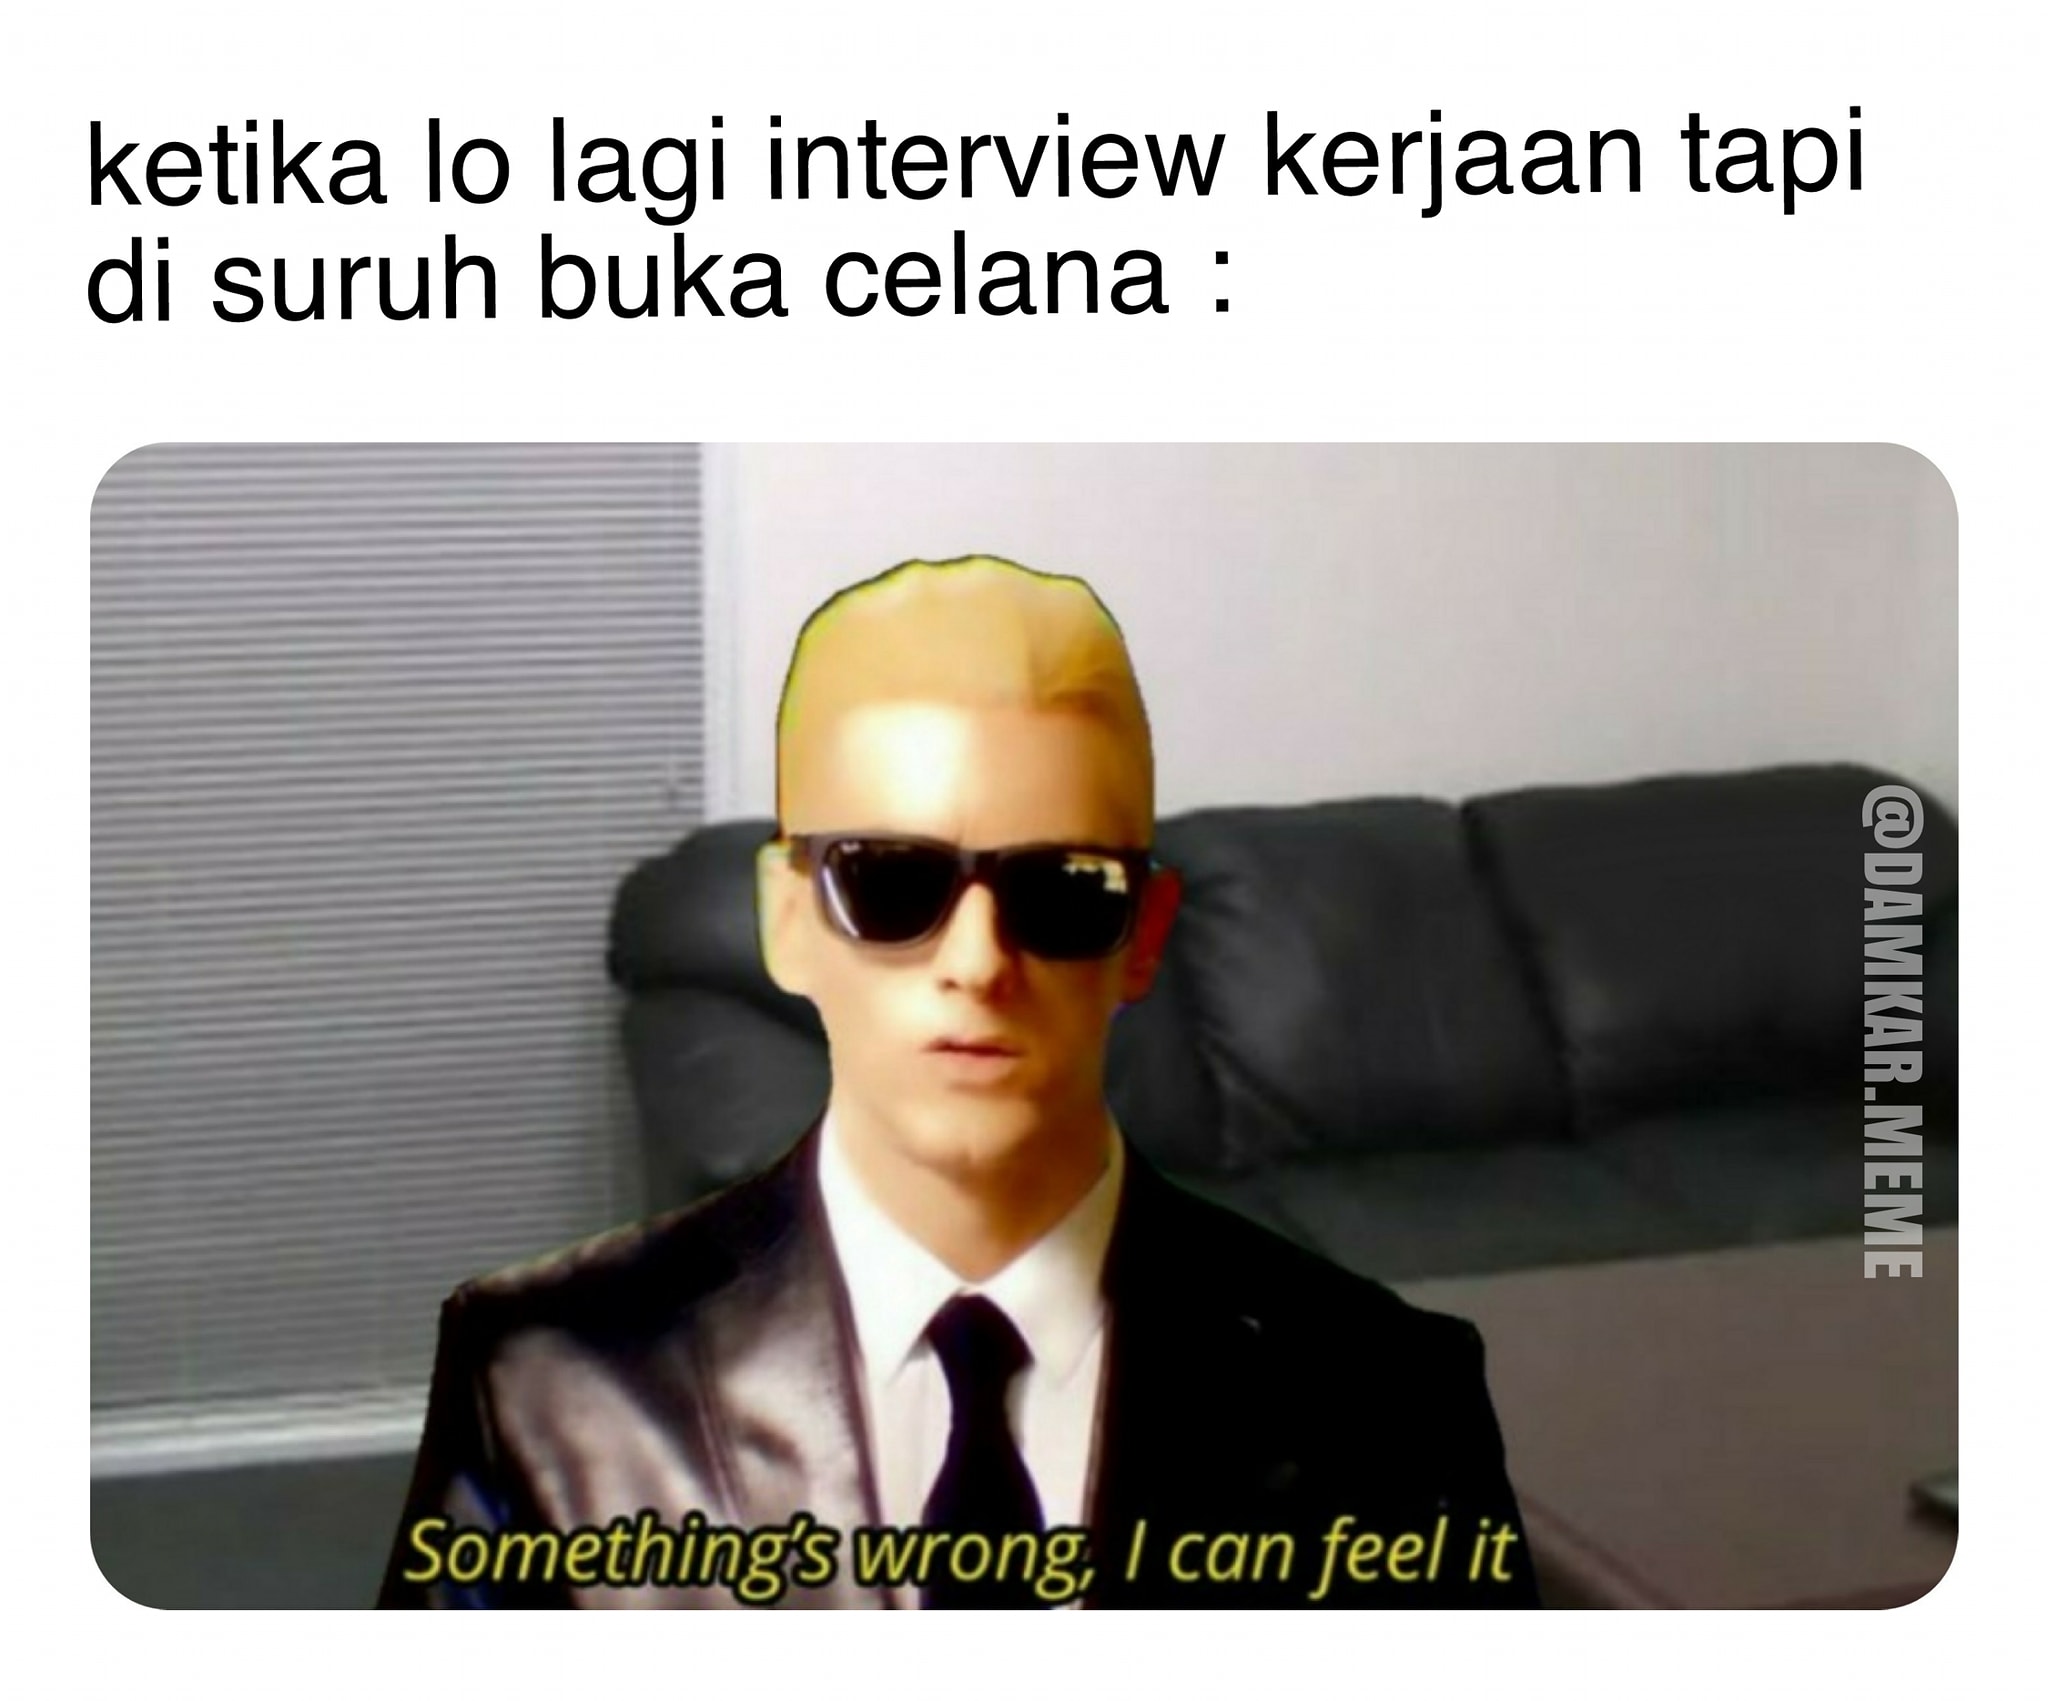 ketika lo lagi interview kerjaan tapi
di suruh buka celana :
@DAMKAR.MEME
Something's wrong, I can feel it